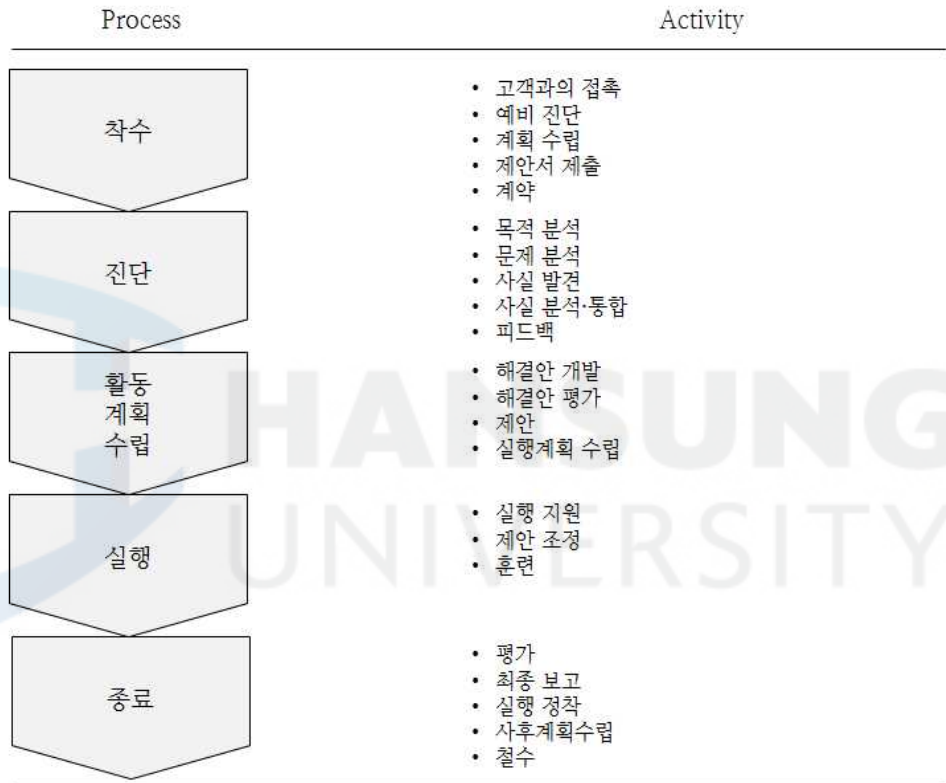 Process Activity
착수
• 고객과의 접촉
• 예비 진단
• 계획 수립
• 제안서 제출
• 계약
진단
• 목적 분석
• 문제 분석
• 사실 발견
• 사실 분석·통합
• 피드백
활동
계획
수립
• 해결안 개발
• 해결안 평가
• 제안
• 실행계획 수립
실행
• 실행 지원
• 제안 조정
• 훈련
종료
• 평가
• 최종 보고
• 실행 정착
• 사후계획수립
• 철수
HANSUNG
UNIVERSITY